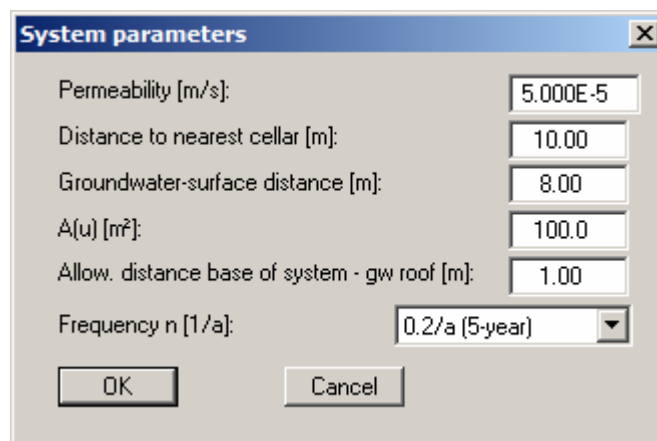 System parameters
Permeability [m/s]: 5.000E-5
Distance to nearest cellar [m]: 10.00
Groundwater-surface distance [m]: 8.00
A(u) [m²]: 100.0
Allow. distance base of system - gw roof [m]: 1.00
Frequency n [1/a]: 0.2/a (5-year)
OK Cancel